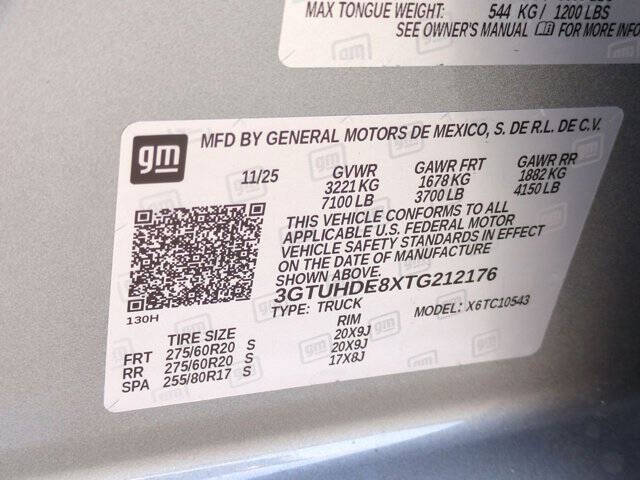 MAX TONGUE WEIGHT: 544 KG / 1200 LBS
SEE OWNER'S MANUAL FOR MORE
gm
MFD BY GENERAL MOTORS DE MEXICO, S. DE R.L. DE C.V.
11/25 GVWR GAWR FRT GAWR RR
3221 KG 1678 KG 1882 KG
7100 LB 3700 LB 4150 LB
THIS VEHICLE CONFORMS TO ALL
APPLICABLE U.S. FEDERAL MOTOR
VEHICLE SAFETY STANDARDS IN EFFECT
ON THE DATE OF MANUFACTURE
3GTUHDE8XTG212176
TYPE: TRUCK MODEL: X6TC10543
130H
TIRE SIZE RIM
FRT 275/60R20 S 20X9J
RR 275/60R20 S 20X9J
SPA 255/80R17 S 17X8J